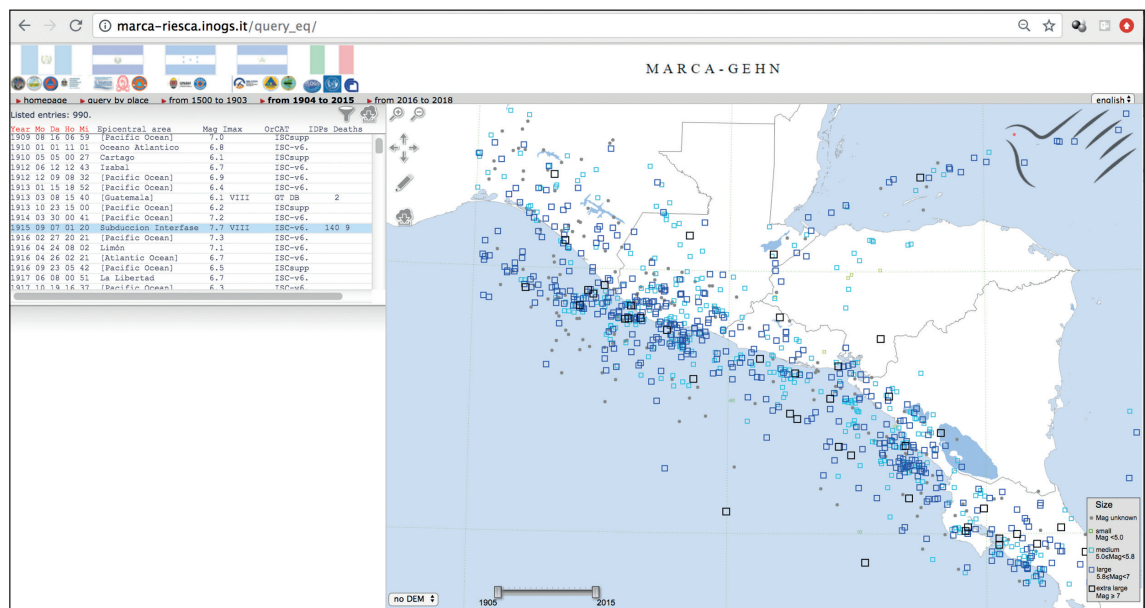 marca-riesca.inogs.it/query_eq/
MARCA-GEHN
homepage query by place from 1500 to 1903 from 1904 to 2015 from 2016 to 2018 english
Listed entries: 990.
Year Mo Da Ho Mi Epicentral area Mag Imax OrCAT IDPs Deaths
1909 08 16 06 59 [Pacific Ocean] 7.0 ISCsupp
1910 01 01 11 01 Oceano Atlantico 6.8 ISC-v6.
1910 05 05 00 27 Cartago 6.1 ISCsupp
1912 06 12 12 43 Izabal 6.7 ISC-v6.
1912 12 09 08 32 [Pacific Ocean] 6.9 ISC-v6.
1913 01 15 18 52 [Pacific Ocean] 6.4 ISC-v6.
1913 03 08 15 40 [Guatemala] 6.1 VIII GT DB 2
1913 10 23 15 00 [Pacific Ocean] 6.2 ISCsupp
1914 03 30 00 41 [Pacific Ocean] 7.2 ISC-v6.
1915 09 07 01 20 Subduccion Interfase 7.7 VIII ISC-v6. 140 9
1916 02 27 20 21 [Pacific Ocean] 7.3 ISC-v6.
1916 04 24 08 02 Limón 7.1 ISC-v6.
1916 04 26 02 21 [Atlantic Ocean] 6.7 ISC-v6.
1916 09 23 05 42 [Pacific Ocean] 6.5 ISCsupp
1917 06 08 00 51 La Libertad 6.7 ISC-v6.
1917 10 19 16 37 [Pacific Ocean] 6.3 ISC-v6.
Size
Mag unknown
small
Mag <5.0
medium
5.0≤Mag<5.8
large
5.8≤Mag<7
extra large
Mag ≥ 7
no DEM
1905 2015